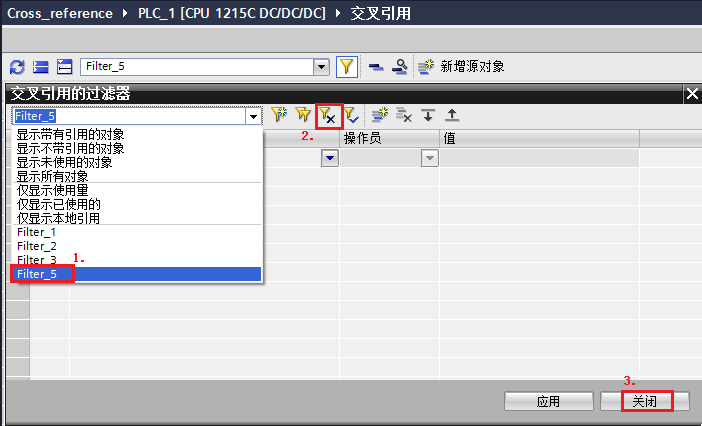 Cross_reference ▸ PLC_1 [CPU 1215C DC/DC/DC] ▸ 交叉引用
Filter_5 新增源对象
交叉引用的过滤器
Filter_5
2.
操作员 值
显示带有引用的对象
显示不带引用的对象
显示未使用的对象
显示所有对象
仅显示使用量
仅显示已使用的
仅显示本地引用
Filter_1
Filter_2
Filter_3
1.
Filter_5
3.
应用 关闭